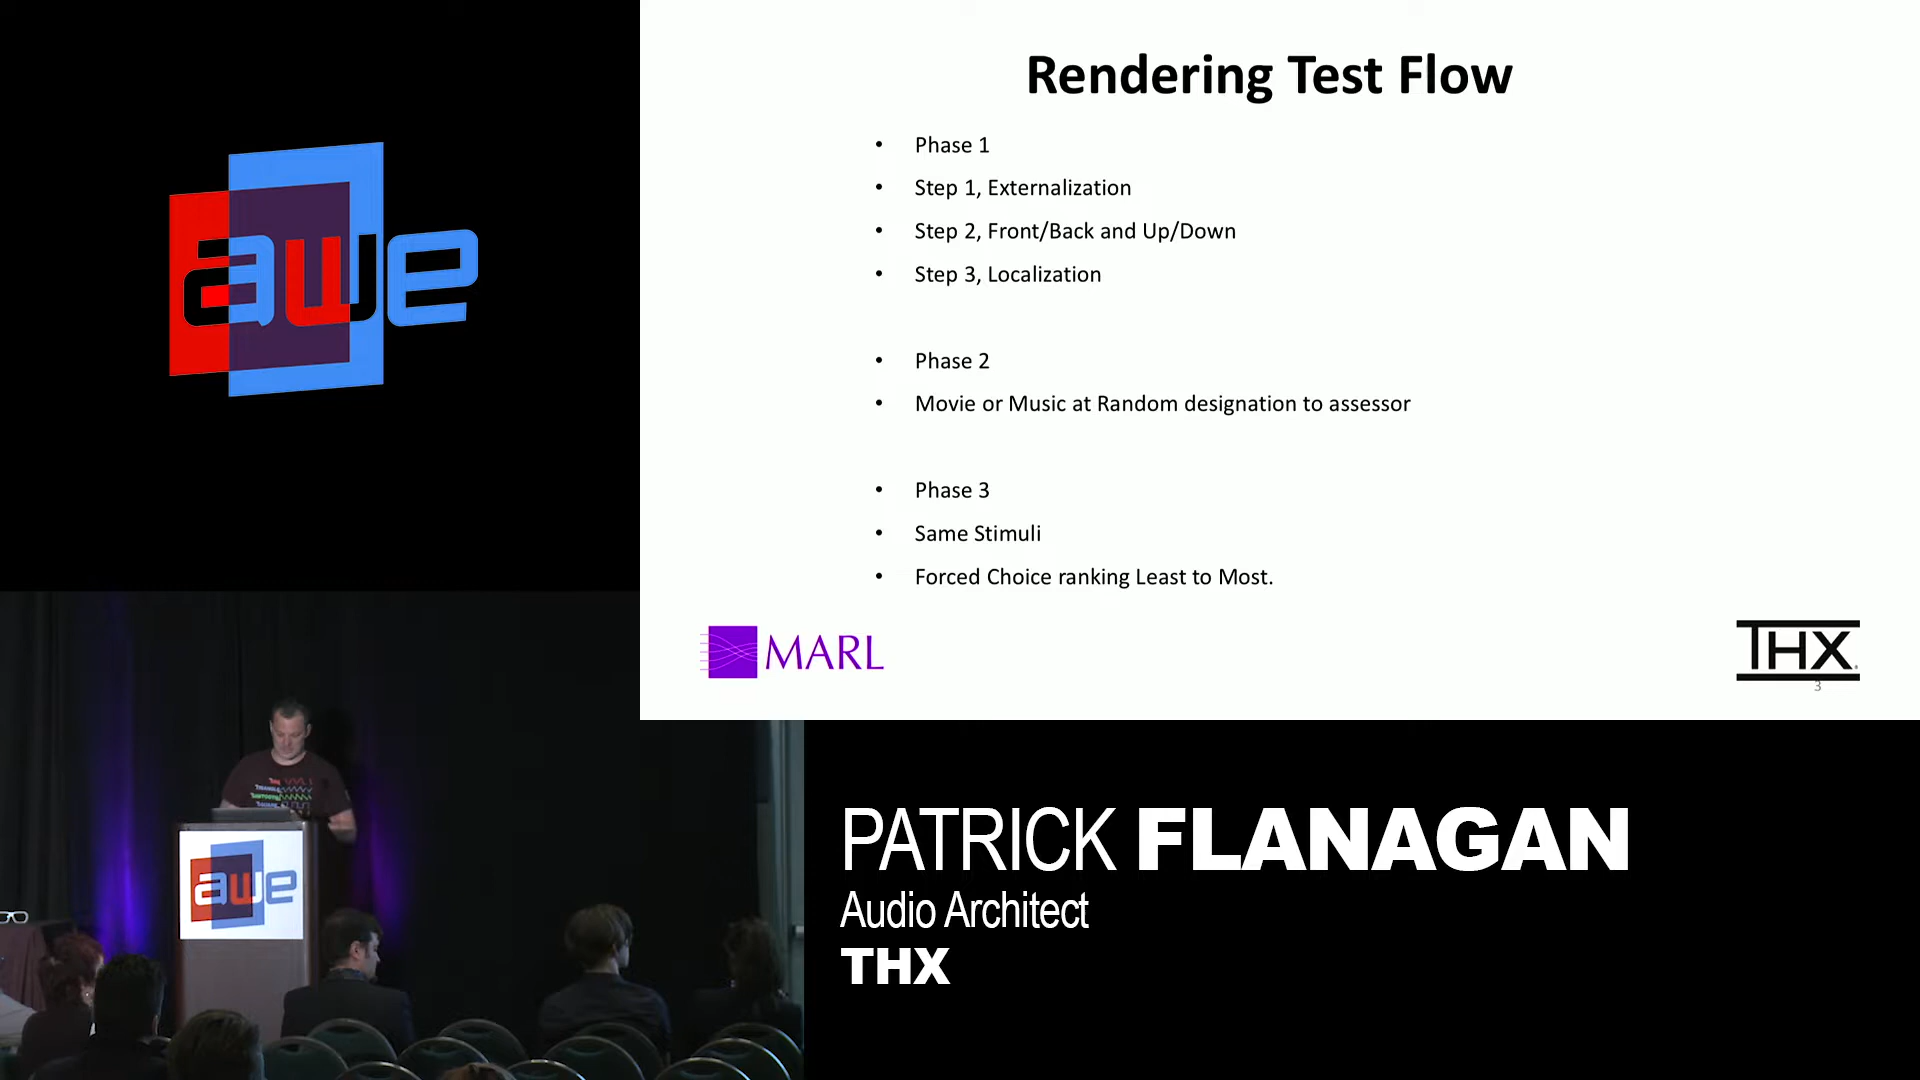 awe
Rendering Test Flow
• Phase 1
• Step 1, Externalization
• Step 2, Front/Back and Up/Down
• Step 3, Localization
• Phase 2
• Movie or Music at Random designation to assessor
• Phase 3
• Same Stimuli
• Forced Choice ranking Least to Most.
MARL
THX
3
awe
PATRICK FLANAGAN
Audio Architect
THX